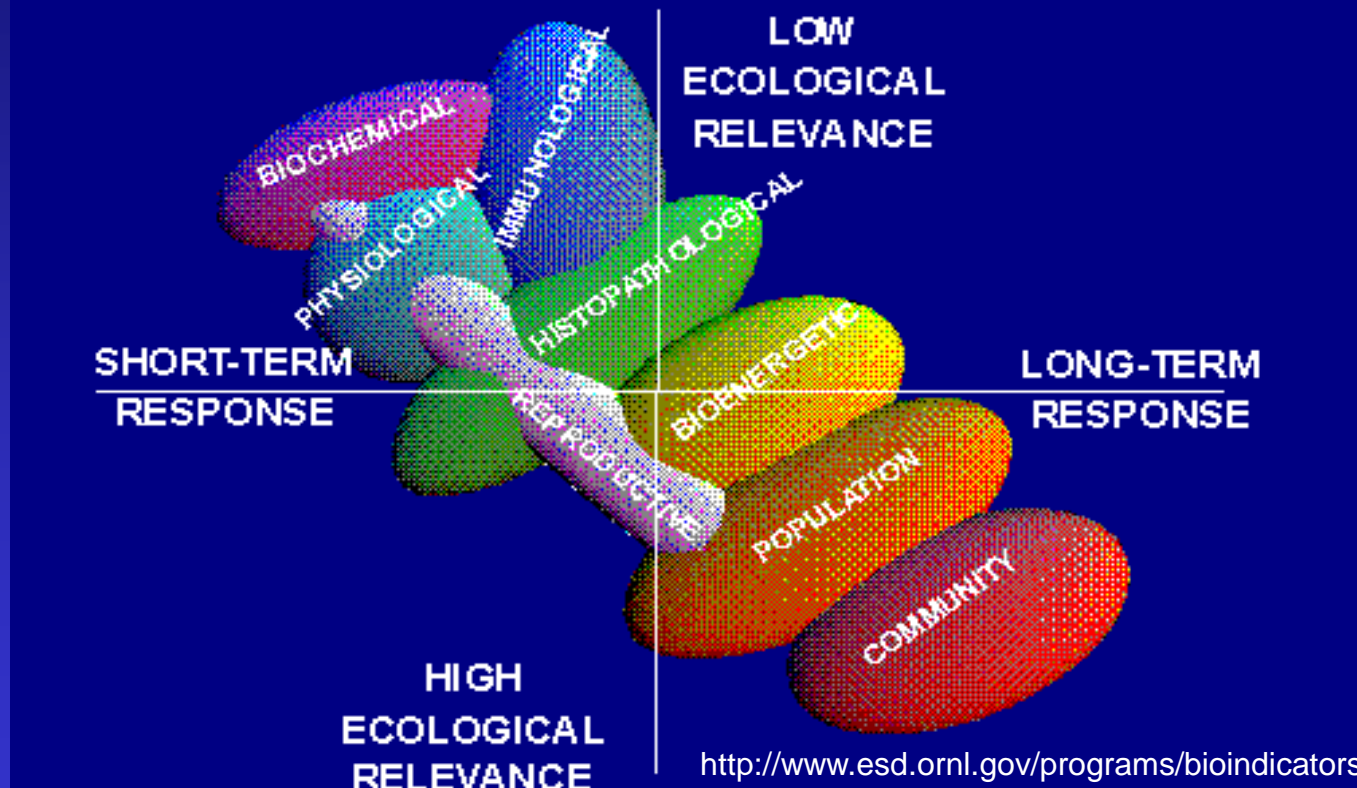 LOW
ECOLOGICAL
RELEVANCE
BIOCHEMICAL
IMMUNOLOGICAL
PHYSIOLOGICAL
HISTOPATHOLOGICAL
SHORT-TERM
RESPONSE
BIOENERGETIC
LONG-TERM
RESPONSE
REPRODUCTIVE
POPULATION
COMMUNITY
HIGH
ECOLOGICAL
RELEVANCE
http://www.esd.ornl.gov/programs/bioindicators